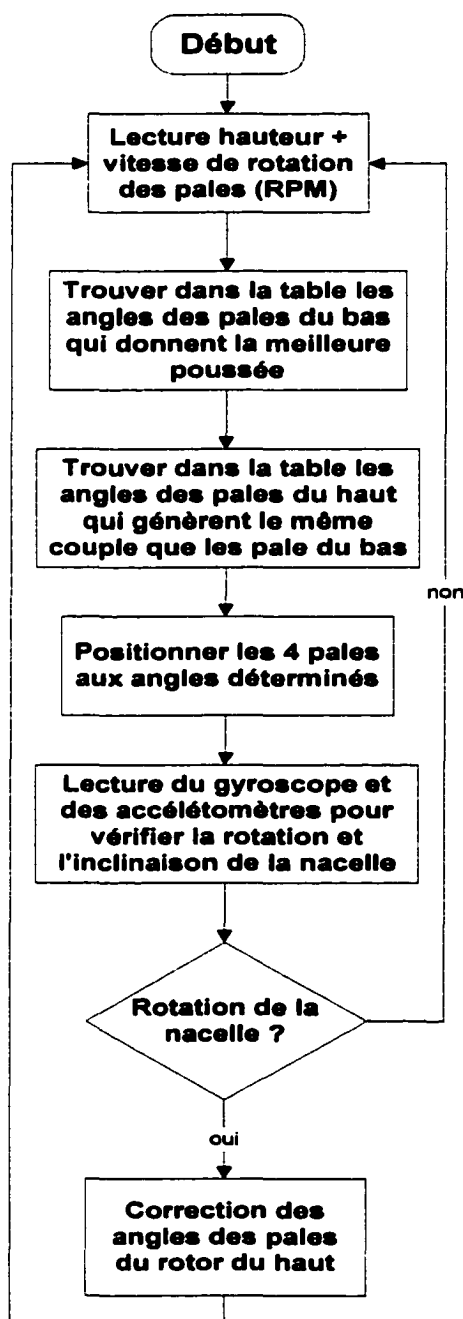 Début
Lecture hauteur +
vitesse de rotation
des pales (RPM)
Trouver dans la table les
angles des pales du bas
qui donnent la meilleure
poussée
Trouver dans la table les
angles des pales du haut
qui génèrent le même
couple que les pale du bas
non
Positionner les 4 pales
aux angles déterminés
Lecture du gyroscope et
des accélétomètres pour
vérifier la rotation et
l'inclinaison de la nacelle
Rotation de la
nacelle ?
oui
Correction des
angles des pales
du rotor du haut